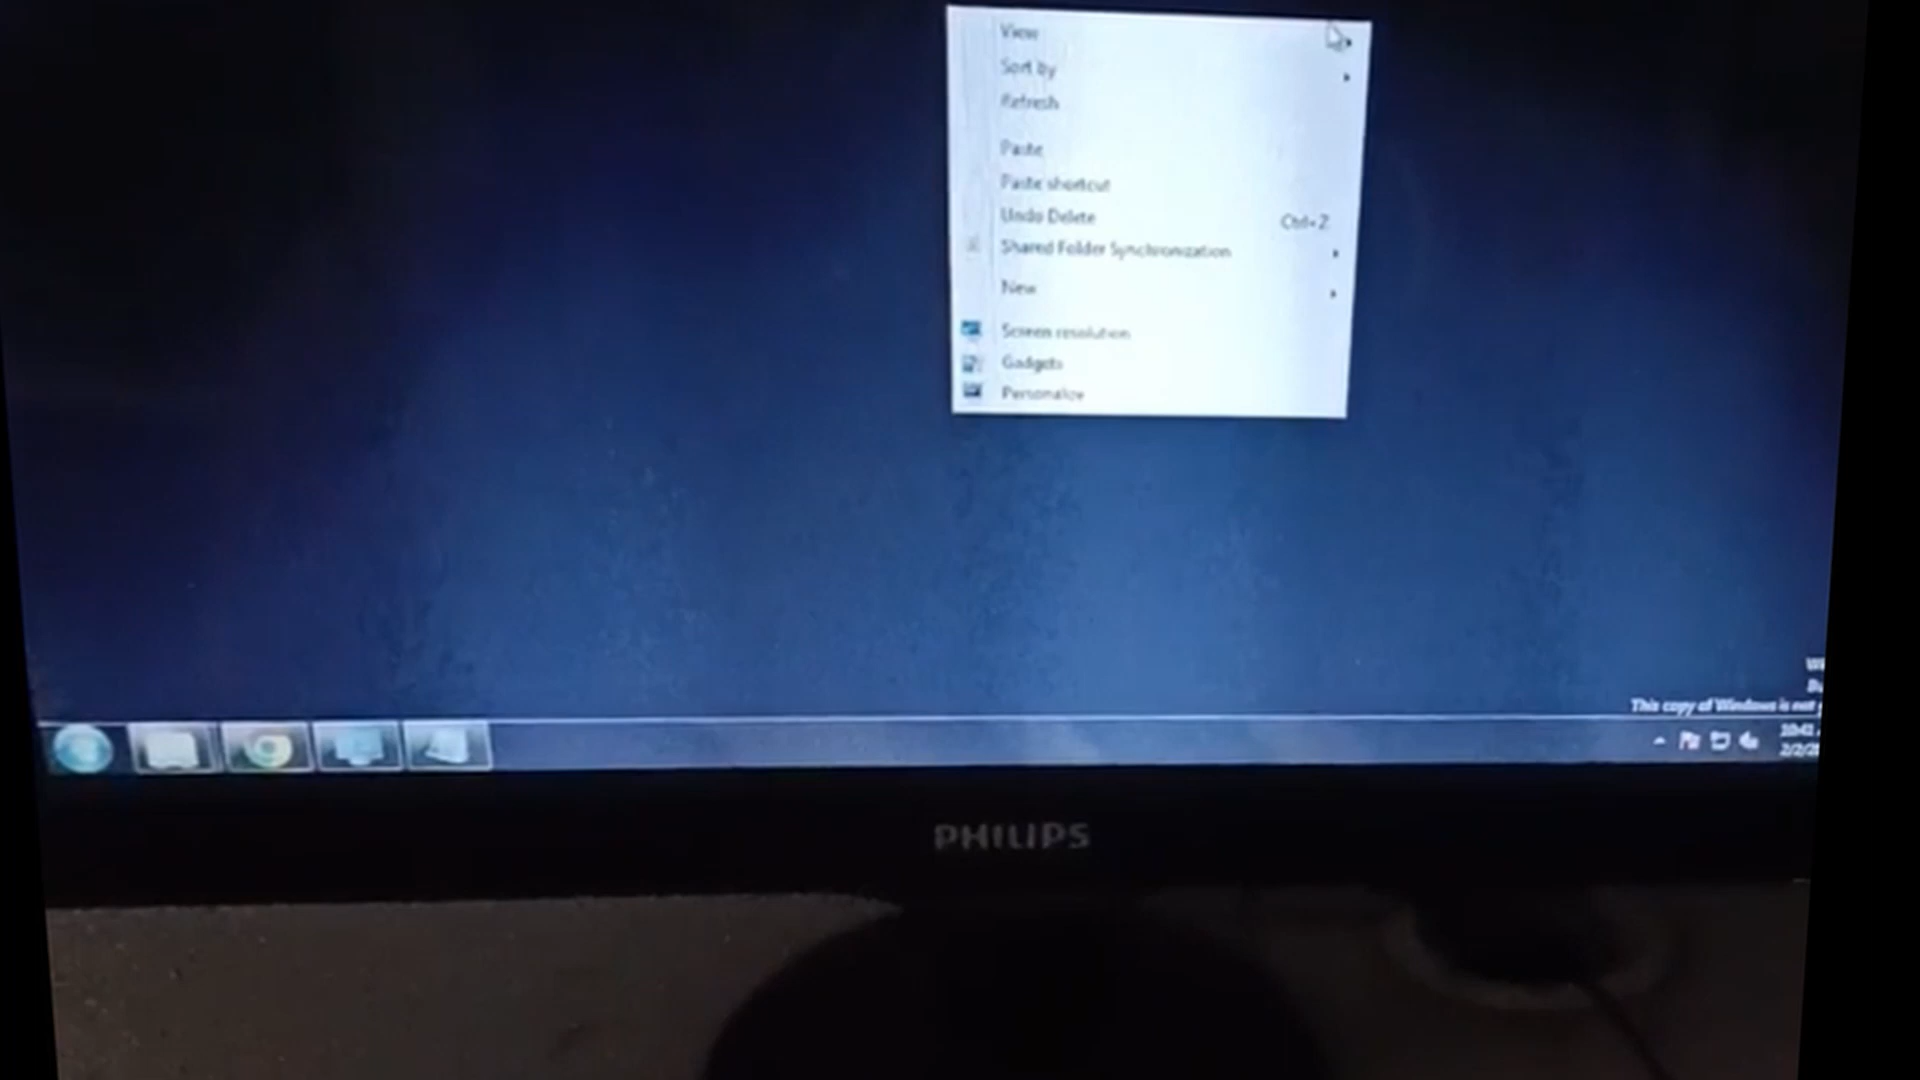 View
Sort by
Refresh
Paste
Paste shortcut
Undo Delete Ctrl+Z
Shared Folder Synchronization
New
Screen resolution
Gadgets
Personalize
This copy of Windows is not
PHILIPS